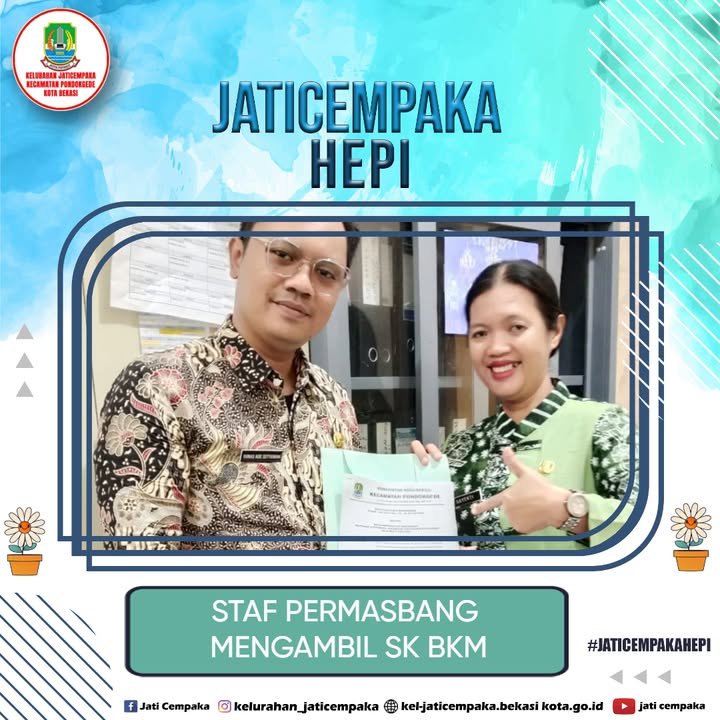 KELURAHAN JATICEMPAKA
KECAMATAN PONDOKGEDE
KOTA BEKASI
JATICEMPAKA
HEPI
KECAMATAN PONDOKGEDE
STAF PERMASBANG
MENGAMBIL SK BKM
#JATICEMPAKAHEPI
Jati Cempaka
kelurahan_jaticempaka
kel-jaticempaka.bekasi kota.go.id
jati cempaka